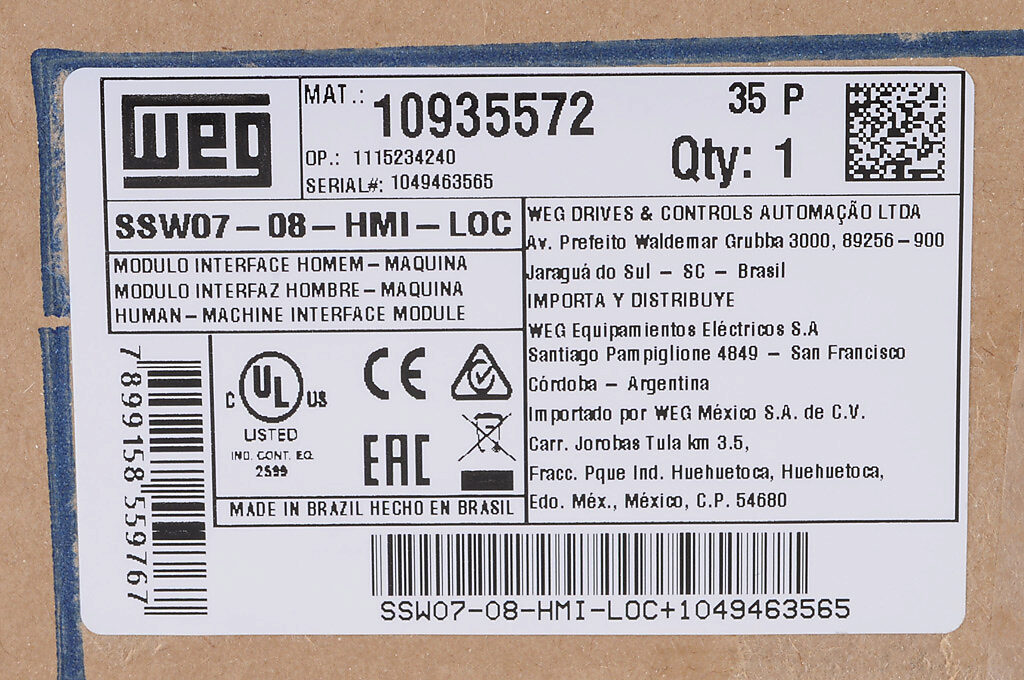 WEG
MAT.: 10935572
35 P
OP.: 1115234240
Qty: 1
SERIAL#: 1049463565
SSW07-08-HMI-LOC
MODULO INTERFACE HOMEM-MAQUINA
MODULO INTERFAZ HOMBRE-MAQUINA
HUMAN-MACHINE INTERFACE MODULE
WEG DRIVES & CONTROLS AUTOMAÇÃO LTDA
Av. Prefeito Waldemar Grubba 3000, 89256-900
Jaraguá do Sul - SC - Brasil
IMPORTA Y DISTRIBUYE
WEG Equipamientos Eléctricos S.A
Santiago Pampiglione 4849 - San Francisco
Córdoba - Argentina
Importado por WEG México S.A. de C.V.
Carr. Jorobas Tula km 3.5,
Fracc. Pque Ind. Huehuetoca, Huehuetoca,
Edo. Méx., México, C.P. 54680
7 899158 559767
C UL US
LISTED
IND. CONT. EQ.
2S99
CE
EAC
MADE IN BRAZIL HECHO EN BRASIL
SSW07-08-HMI-LOC+1049463565